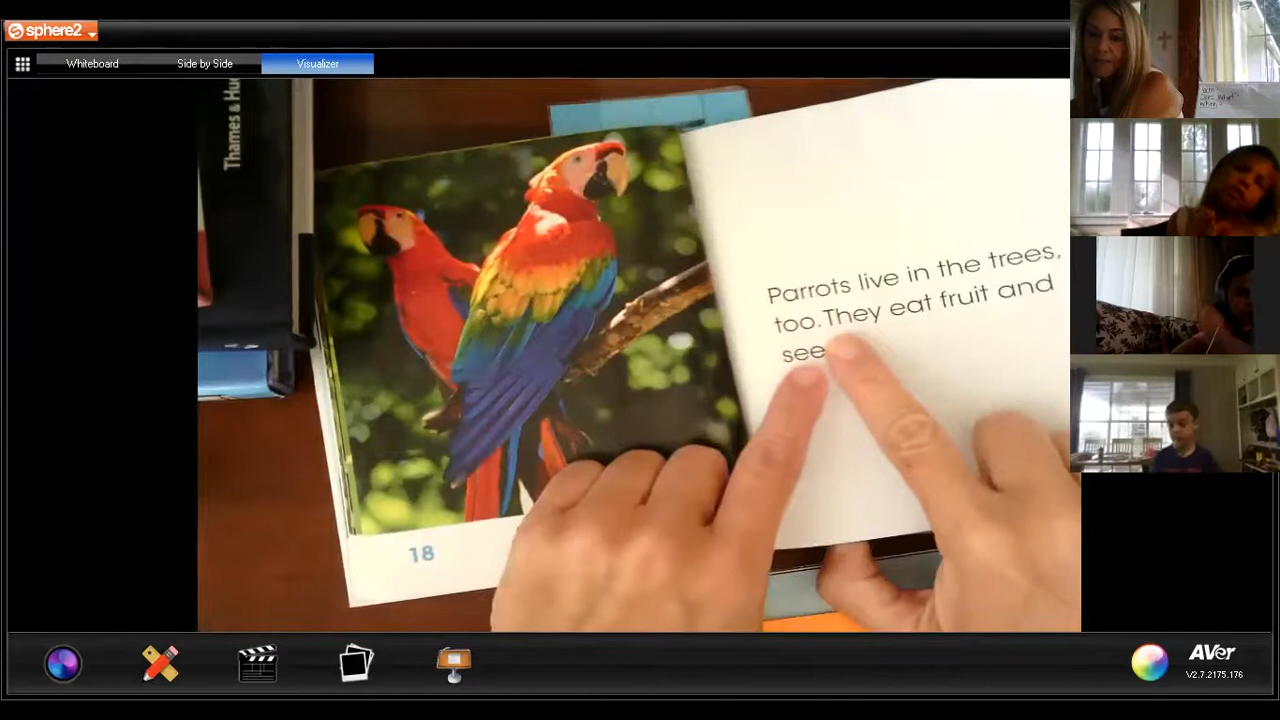 sphere2
Whiteboard
Side by Side
Visualizer
Thames & Hu
Parrots live in the trees,
too. They eat fruit and
see
18
AVer
V2.7.2175.176